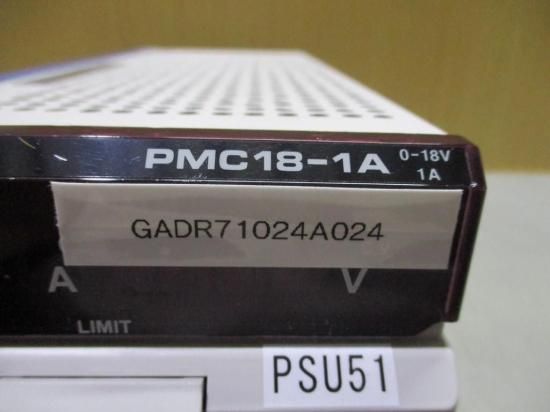 PMC18-1A 0-18V
1A
GADR71024A024
A V
LIMIT
PSU51